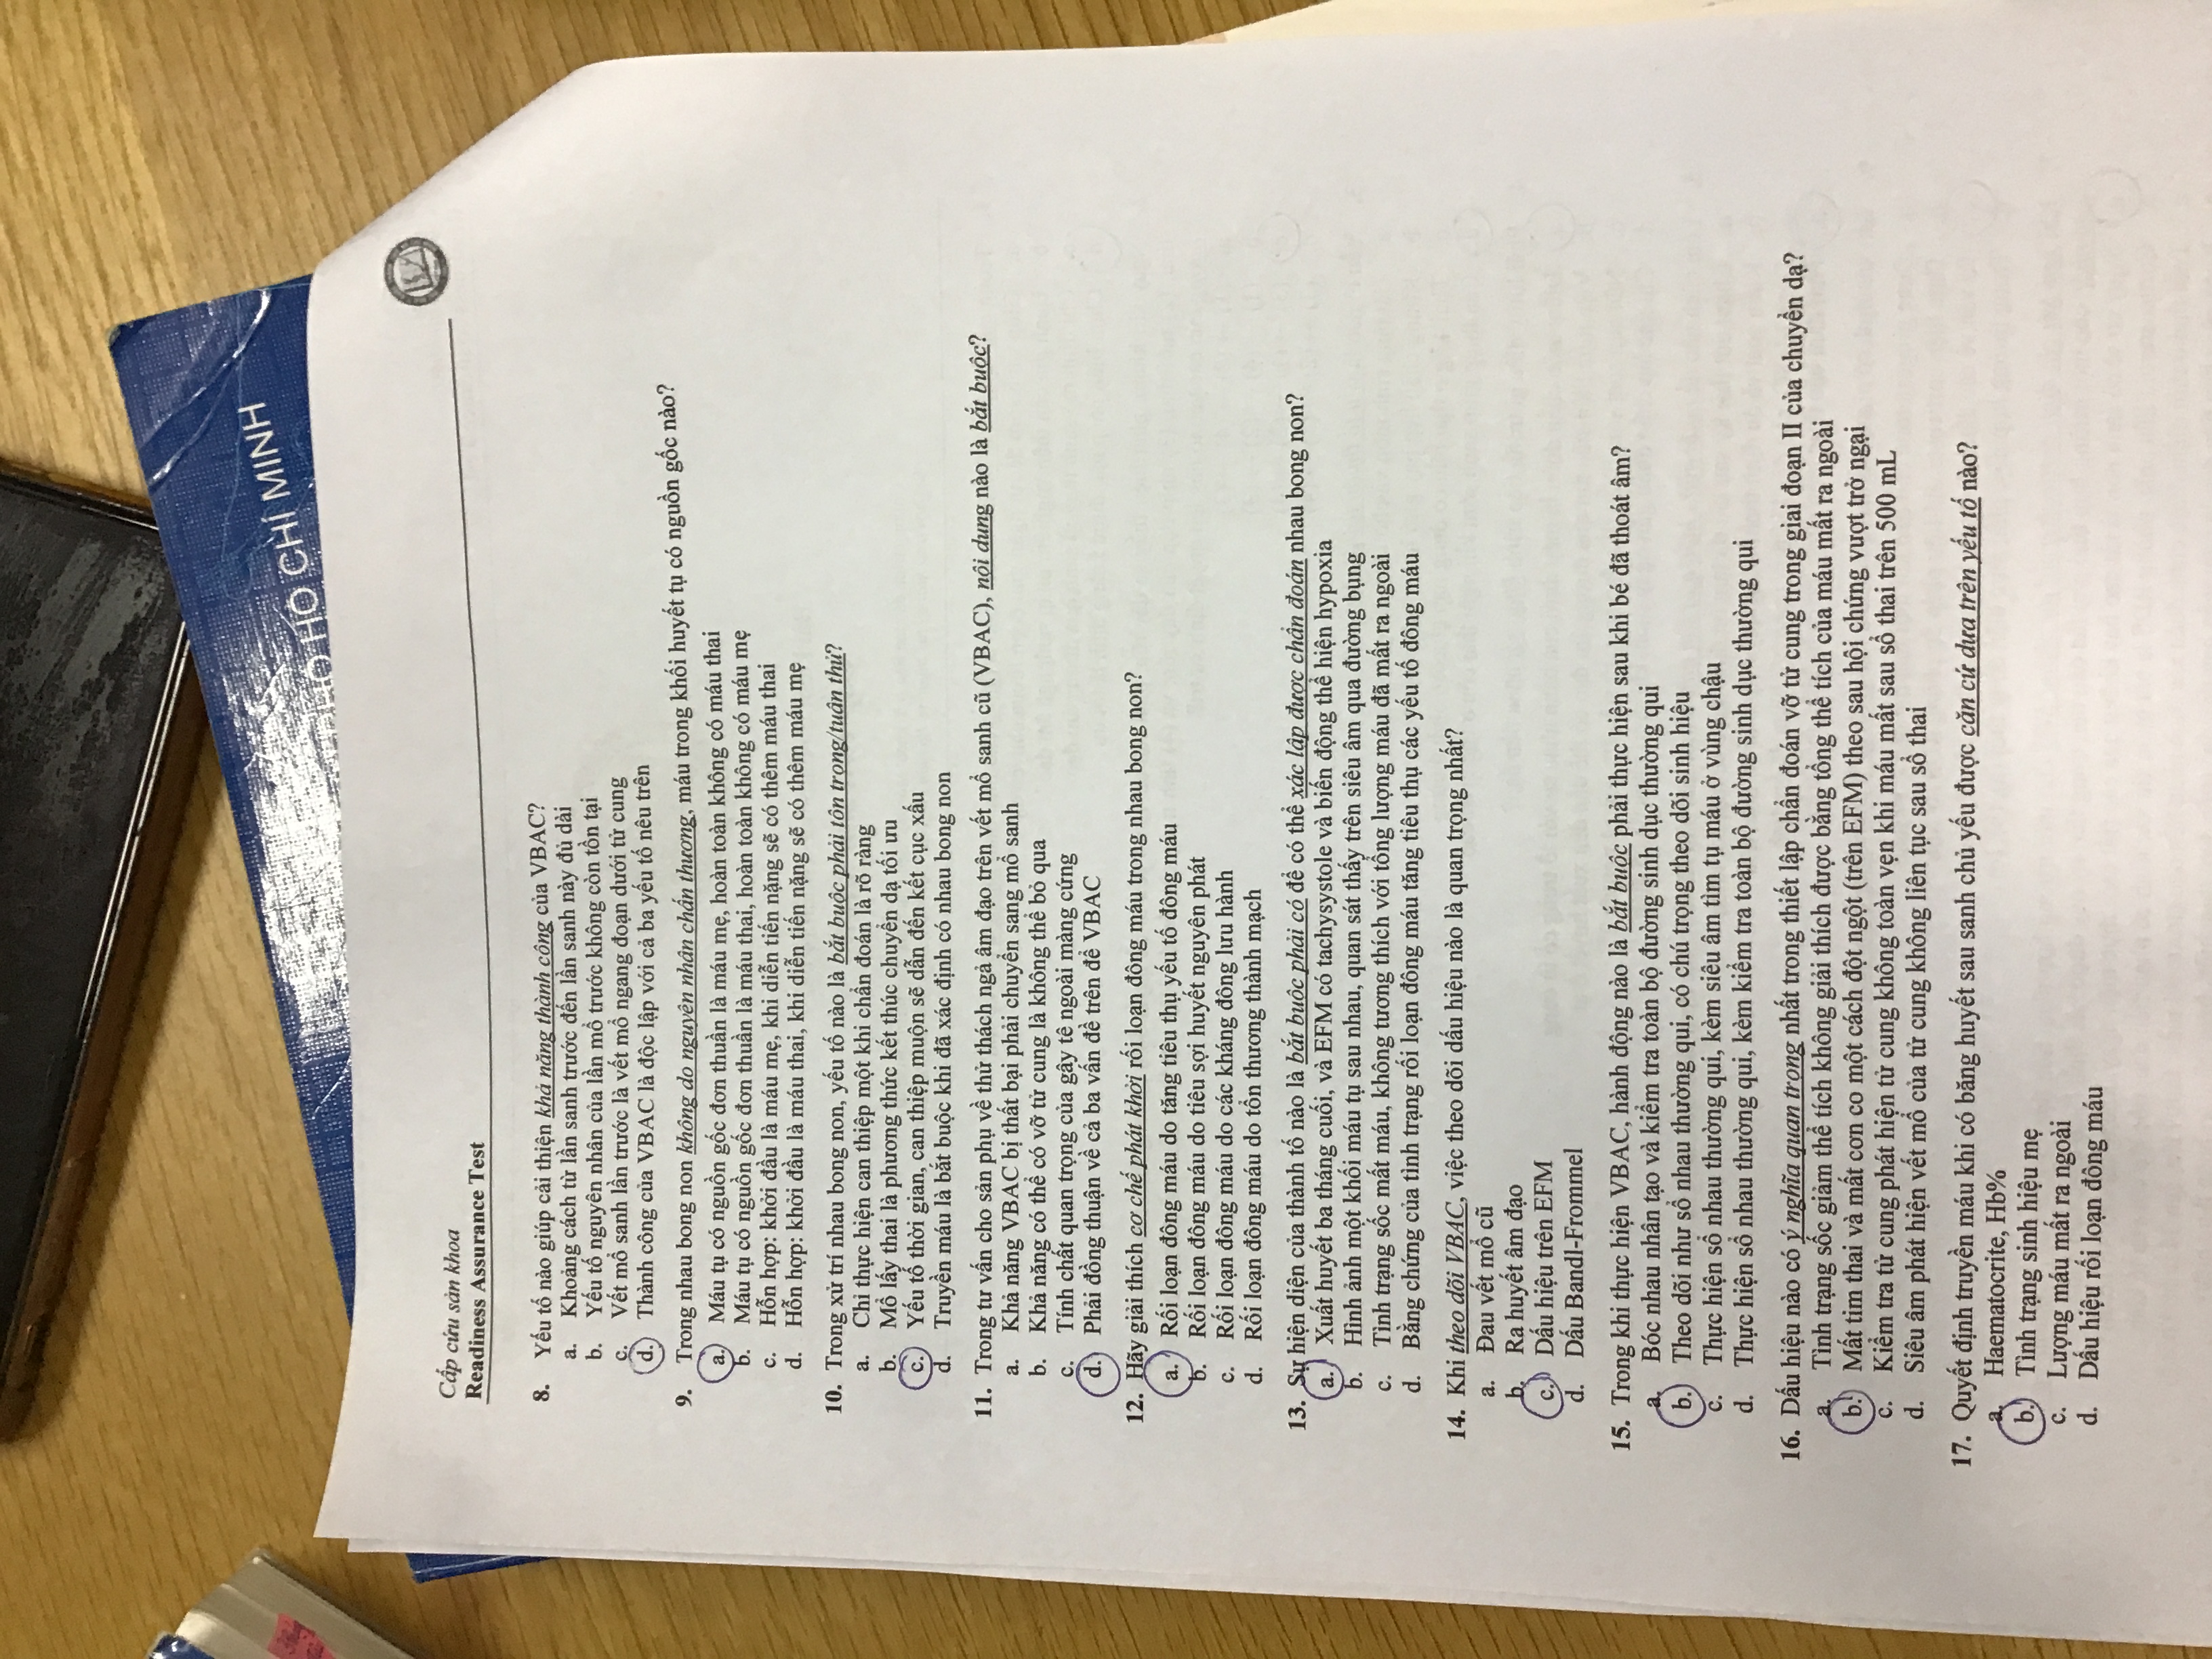 PHỐ HỒ CHÍ MINH
Cấp cứu sản khoa
Readiness Assurance Test
8. Yếu tố nào giúp cải thiện khả năng thành công của VBAC?
a. Khoảng cách từ lần sanh trước đến lần sanh này đủ dài
b. Yếu tố nguyên nhân của lần mổ trước không còn tồn tại
c. Vết mổ sanh lần trước là vết mổ ngang đoạn dưới tử cung
d. Thành công của VBAC là độc lập với cả ba yếu tố nêu trên
9. Trong nhau bong non không do nguyên nhân chấn thương, máu trong khối huyết tụ có nguồn gốc nào?
a. Máu tụ có nguồn gốc đơn thuần là máu mẹ, hoàn toàn không có máu thai
b. Máu tụ có nguồn gốc đơn thuần là máu thai, hoàn toàn không có máu mẹ
c. Hỗn hợp: khởi đầu là máu mẹ, khi diễn tiến nặng sẽ có thêm máu thai
d. Hỗn hợp: khởi đầu là máu thai, khi diễn tiến nặng sẽ có thêm máu mẹ
10. Trong xử trí nhau bong non, yếu tố nào là bắt buộc phải tôn trọng/tuân thủ?
a. Chỉ thực hiện can thiệp một khi chẩn đoán là rõ ràng
b. Mổ lấy thai là phương thức kết thúc chuyển dạ tối ưu
c. Yếu tố thời gian, can thiệp muộn sẽ dẫn đến kết cục xấu
d. Truyền máu là bắt buộc khi đã xác định có nhau bong non
11. Trong tư vấn cho sản phụ về thử thách ngả âm đạo trên vết mổ sanh cũ (VBAC), nội dung nào là bắt buộc?
a. Khả năng VBAC bị thất bại phải chuyển sang mổ sanh
b. Khả năng có thể có vỡ tử cung là không thể bỏ qua
c. Tính chất quan trọng của gây tê ngoài màng cứng
d. Phải đồng thuận về cả ba vấn đề trên để VBAC
12. Hãy giải thích cơ chế phát khởi rối loạn đông máu trong nhau bong non?
a. Rối loạn đông máu do tăng tiêu thụ yếu tố đông máu
b. Rối loạn đông máu do tiêu sợi huyết nguyên phát
c. Rối loạn đông máu do các kháng đông lưu hành
d. Rối loạn đông máu do tổn thương thành mạch
13. Sự hiện diện của thành tố nào là bắt buộc phải có để có thể xác lập được chẩn đoán nhau bong non?
a. Xuất huyết ba tháng cuối, và EFM có tachysystole và biến động thể hiện hypoxia
b. Hình ảnh một khối máu tụ sau nhau, quan sát thấy trên siêu âm qua đường bụng
c. Tình trạng sốc mất máu, không tương thích với tổng lượng máu đã mất ra ngoài
d. Bằng chứng của tình trạng rối loạn đông máu tăng tiêu thụ các yếu tố đông máu
14. Khi theo dõi VBAC, việc theo dõi dấu hiệu nào là quan trọng nhất?
a. Đau vết mổ cũ
b. Ra huyết âm đạo
c. Dấu hiệu trên EFM
d. Dấu Bandl-Frommel
15. Trong khi thực hiện VBAC, hành động nào là bắt buộc phải thực hiện sau khi bé đã thoát âm?
a. Bóc nhau nhân tạo và kiểm tra toàn bộ đường sinh dục thường qui
b. Theo dõi như sổ nhau thường qui, có chú trọng theo dõi sinh hiệu
c. Thực hiện sổ nhau thường qui, kèm siêu âm tìm tụ máu ở vùng chậu
d. Thực hiện sổ nhau thường qui, kèm kiểm tra toàn bộ đường sinh dục thường qui
16. Dấu hiệu nào có ý nghĩa quan trọng nhất trong thiết lập chẩn đoán vỡ tử cung trong giai đoạn II của chuyển dạ?
a. Tình trạng sốc giảm thể tích không giải thích được bằng tổng thể tích của máu mất ra ngoài
b. Mất tim thai và mất cơn co một cách đột ngột (trên EFM) theo sau hội chứng vượt trở ngại
c. Kiểm tra tử cung phát hiện tử cung không toàn vẹn khi máu mất sau sổ thai trên 500 mL
d. Siêu âm phát hiện vết mổ của tử cung không liên tục sau sổ thai
17. Quyết định truyền máu khi có băng huyết sau sanh chủ yếu được căn cứ dựa trên yếu tố nào?
a. Haematocrite, Hb%
b. Tình trạng sinh hiệu mẹ
c. Lượng máu mất ra ngoài
d. Dấu hiệu rối loạn đông máu